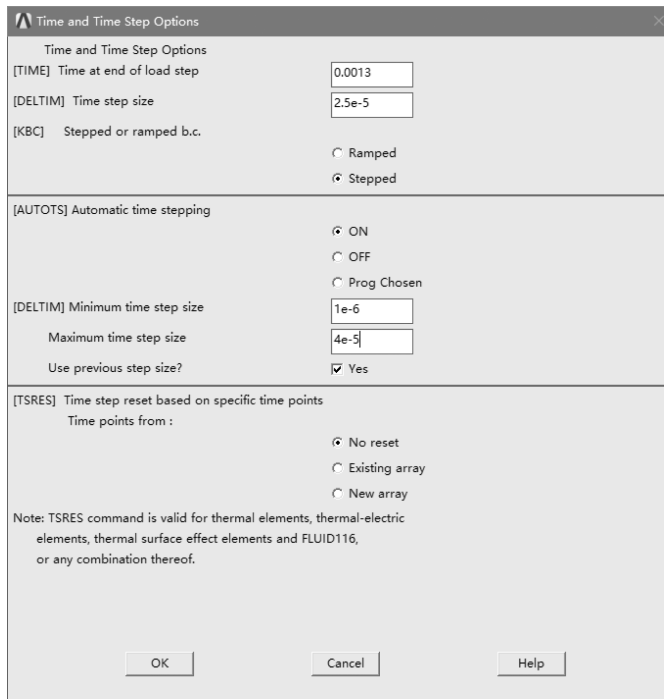 Time and Time Step Options
Time and Time Step Options
[TIME] Time at end of load step 0.0013
[DELTIM] Time step size 2.5e-5
[KBC] Stepped or ramped b.c.
Ramped
Stepped
[AUTOTS] Automatic time stepping
ON
OFF
Prog Chosen
[DELTIM] Minimum time step size 1e-6
Maximum time step size 4e-5
Use previous step size? Yes
[TSRES] Time step reset based on specific time points
Time points from :
No reset
Existing array
New array
Note: TSRES command is valid for thermal elements, thermal-electric
elements, thermal surface effect elements and FLUID116,
or any combination thereof.
OK Cancel Help